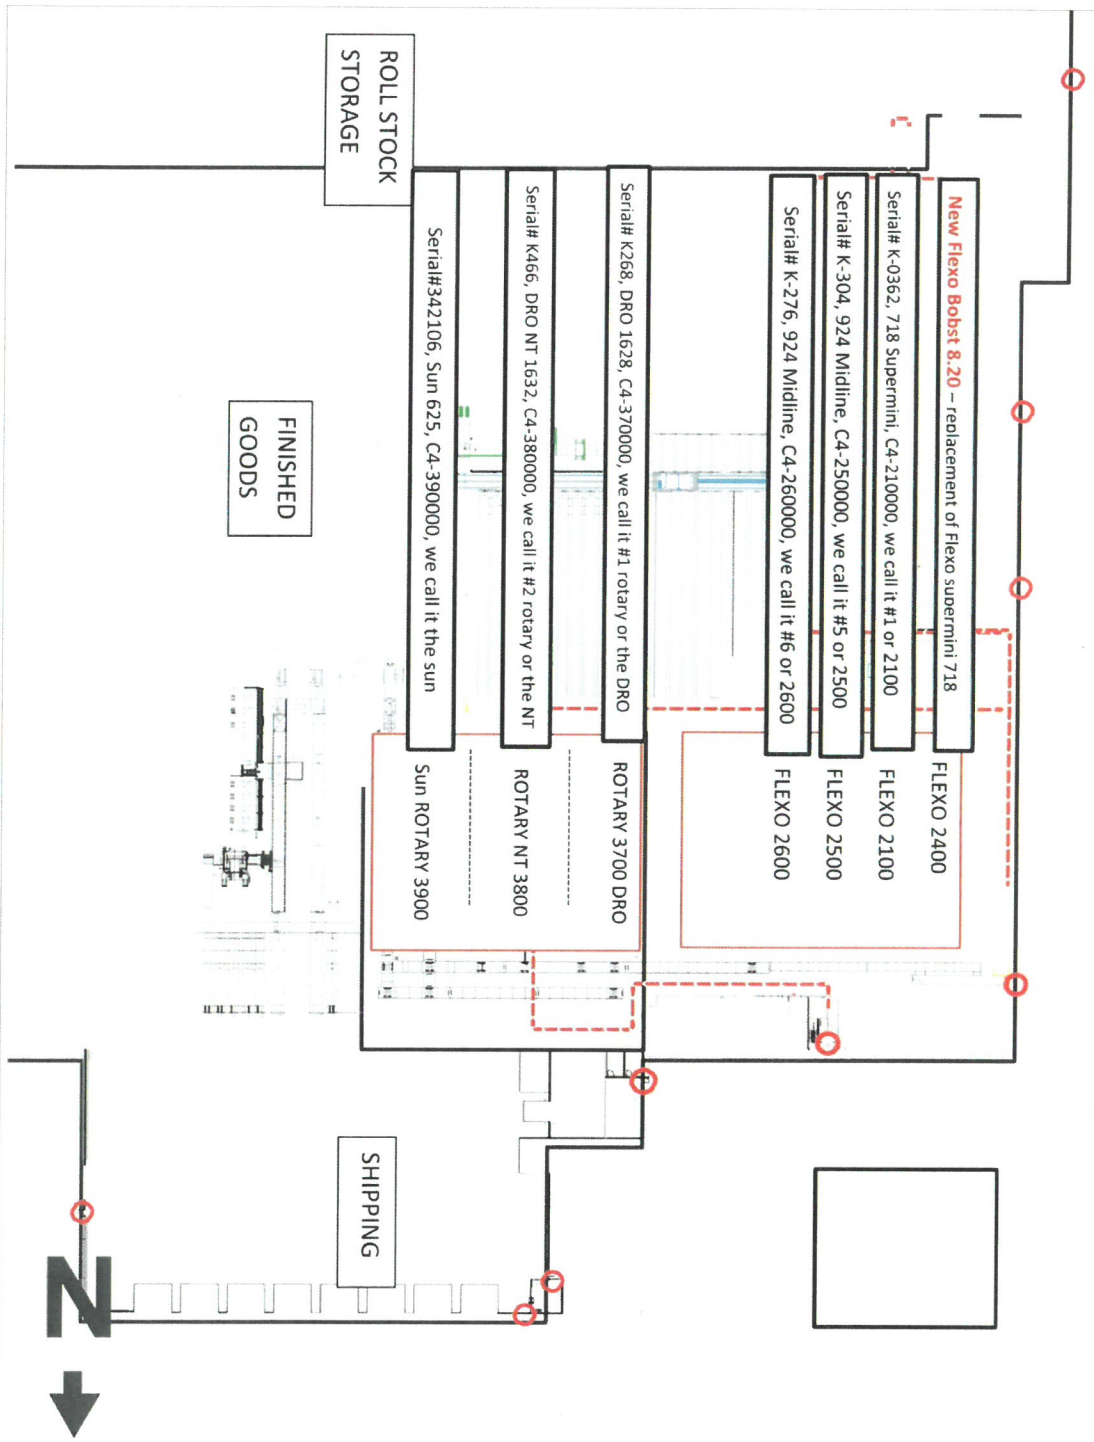 ROLL STOCK
STORAGE
New Flexo Bobst 8.20 – replacement of Flexo supermini 718
Serial# K-0362, 718 Supermini, C4-210000, we call it #1 or 2100
Serial# K-304, 924 Midline, C4-250000, we call it #5 or 2500
Serial# K-276, 924 Midline, C4-260000, we call it #6 or 2600
Serial# K268, DRO 1628, C4-370000, we call it #1 rotary or the DRO
Serial# K466, DRO NT 1632, C4-380000, we call it #2 rotary or the NT
Serial#342106, Sun 625, C4-390000, we call it the sun
FINISHED
GOODS
FLEXO 2400
FLEXO 2100
FLEXO 2500
FLEXO 2600
ROTARY 3700 DRO
ROTARY NT 3800
Sun ROTARY 3900
SHIPPING
N